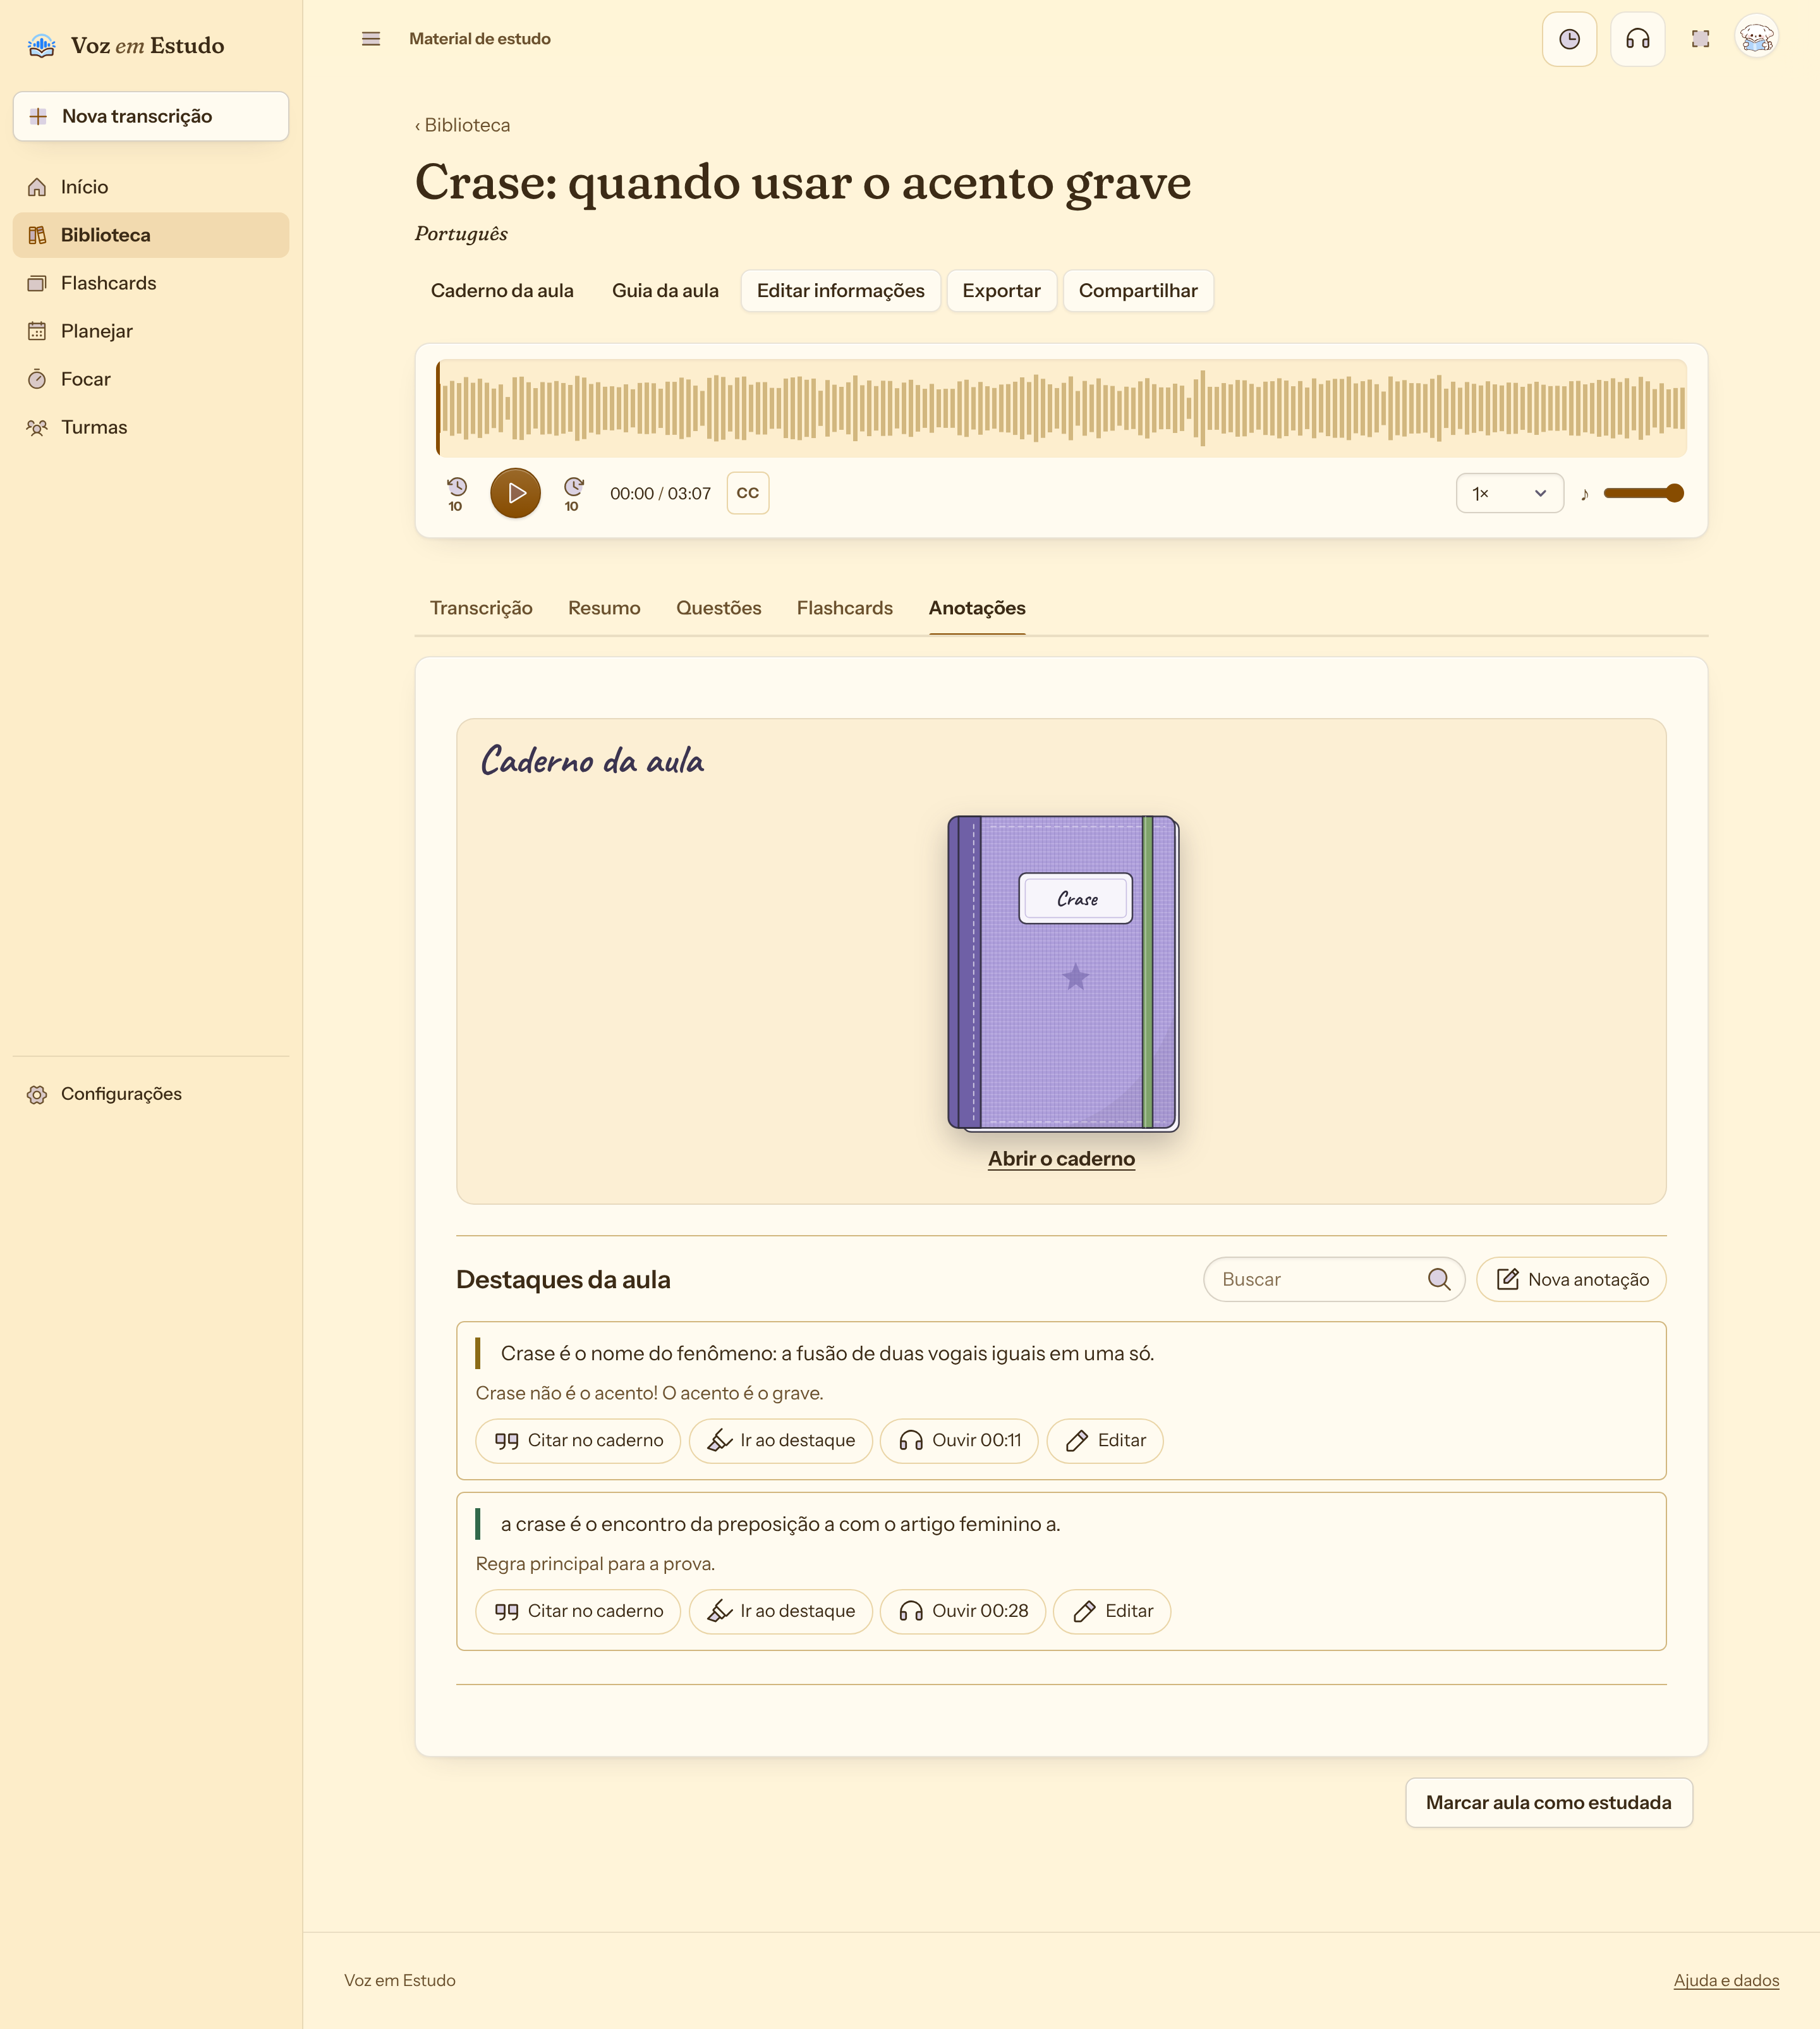 Voz em Estudo
Nova transcrição
Início
Biblioteca
Flashcards
Planejar
Focar
Turmas
Configurações
Material de estudo
‹ Biblioteca
Crase: quando usar o acento grave
Português
Caderno da aula
Guia da aula
Editar informações
Exportar
Compartilhar
10
10
00:00 / 03:07
CC
1×
♪
Transcrição
Resumo
Questões
Flashcards
Anotações
Caderno da aula
Crase
Abrir o caderno
Destaques da aula
Buscar
Nova anotação
Crase é o nome do fenômeno: a fusão de duas vogais iguais em uma só.
Crase não é o acento! O acento é o grave.
Citar no caderno
Ir ao destaque
Ouvir 00:11
Editar
a crase é o encontro da preposição a com o artigo feminino a.
Regra principal para a prova.
Citar no caderno
Ir ao destaque
Ouvir 00:28
Editar
Marcar aula como estudada
Voz em Estudo
Ajuda e dados